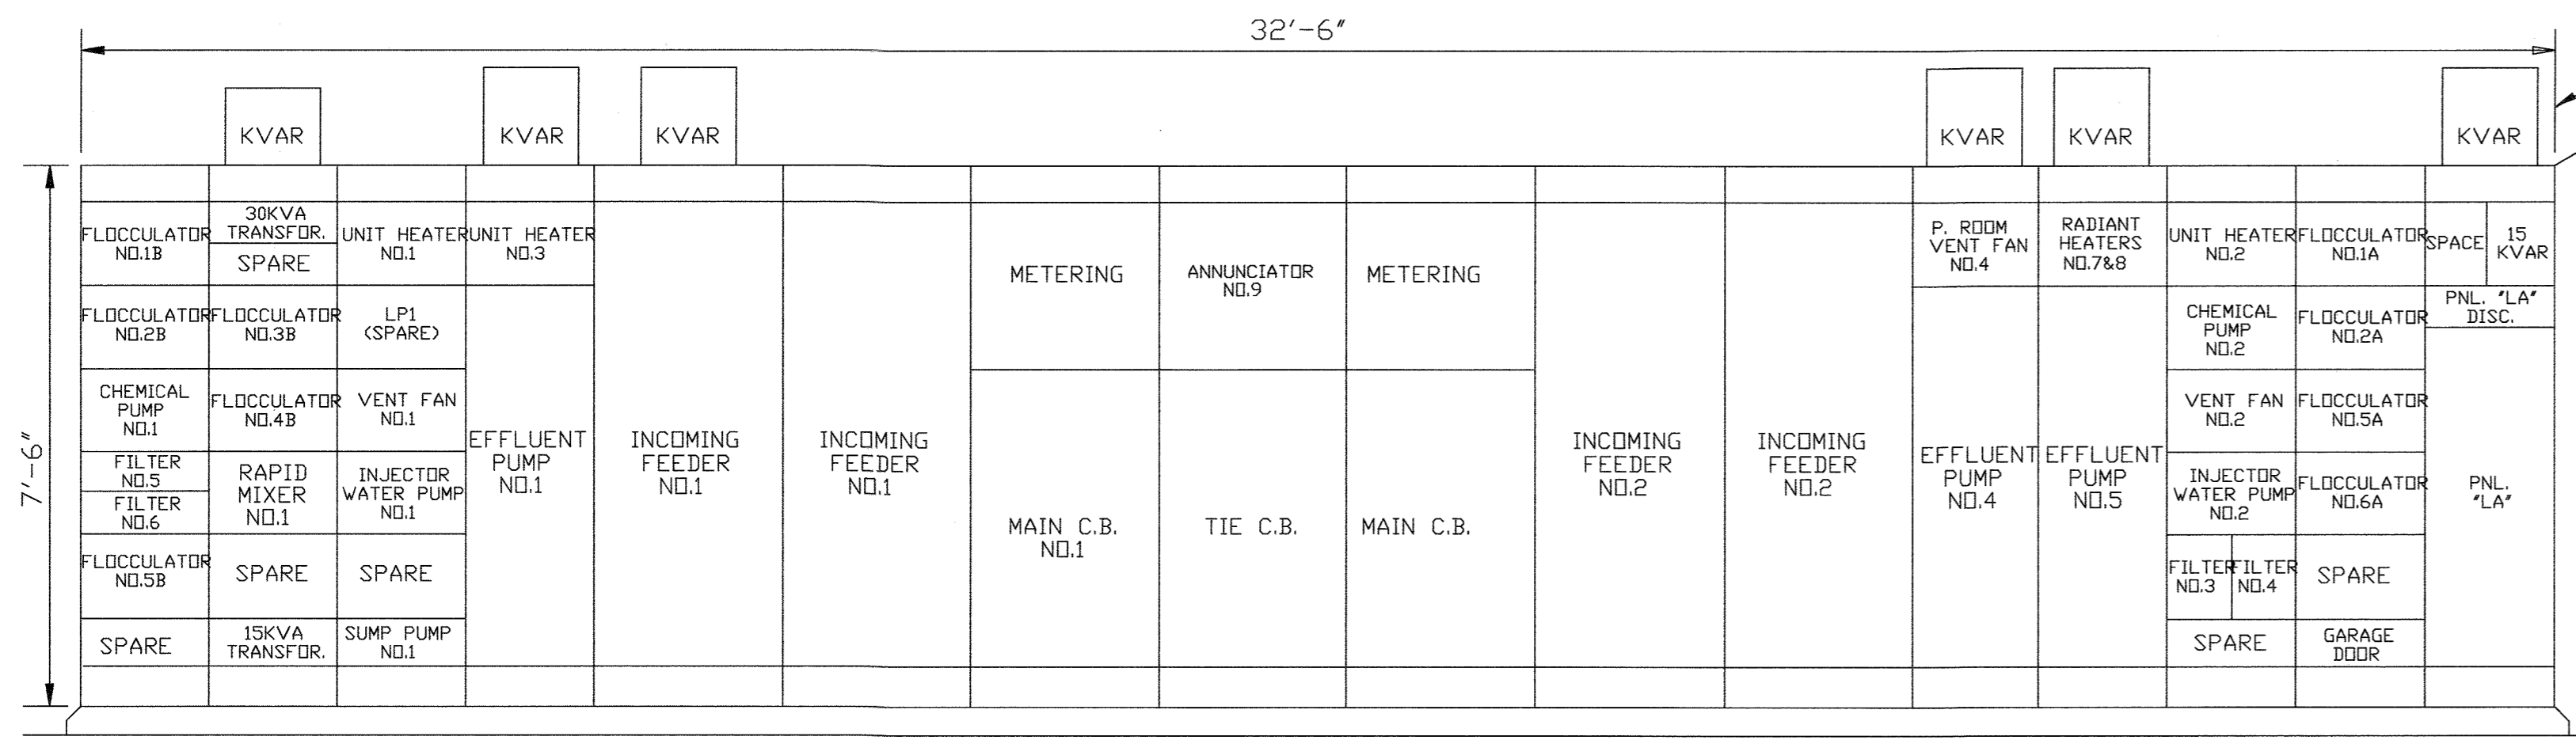 32'-6"
KVAR
KVAR
KVAR
KVAR
KVAR
KVAR
7'-6"
FLOCCULATOR
NO.1B
FLOCCULATOR
NO.2B
CHEMICAL
PUMP
NO.1
FILTER
NO.5
FILTER
NO.6
FLOCCULATOR
NO.5B
SPARE
30KVA
TRANSFOR.
SPARE
FLOCCULATOR
NO.3B
FLOCCULATOR
NO.4B
RAPID
MIXER
NO.1
SPARE
15KVA
TRANSFOR.
UNIT HEATER
NO.1
LP1
(SPARE)
VENT FAN
NO.1
INJECTOR
WATER PUMP
NO.1
SPARE
SUMP PUMP
NO.1
UNIT HEATER
NO.3
EFFLUENT
PUMP
NO.1
INCOMING
FEEDER
NO.1
INCOMING
FEEDER
NO.1
METERING
MAIN C.B.
NO.1
ANNUNCIATOR
NO.9
TIE C.B.
METERING
MAIN C.B.
INCOMING
FEEDER
NO.2
INCOMING
FEEDER
NO.2
P. ROOM
VENT FAN
NO.4
EFFLUENT
PUMP
NO.4
RADIANT
HEATERS
NO.7&8
EFFLUENT
PUMP
NO.5
UNIT HEATER
NO.2
CHEMICAL
PUMP
NO.2
VENT FAN
NO.2
INJECTOR
WATER PUMP
NO.2
FILTER
NO.3
FILTER
NO.4
SPARE
FLOCCULATOR
NO.1A
FLOCCULATOR
NO.2A
FLOCCULATOR
NO.5A
FLOCCULATOR
NO.6A
SPARE
GARAGE
DOOR
SPACE
15
KVAR
PNL. "LA"
DISC.
PNL.
"LA"